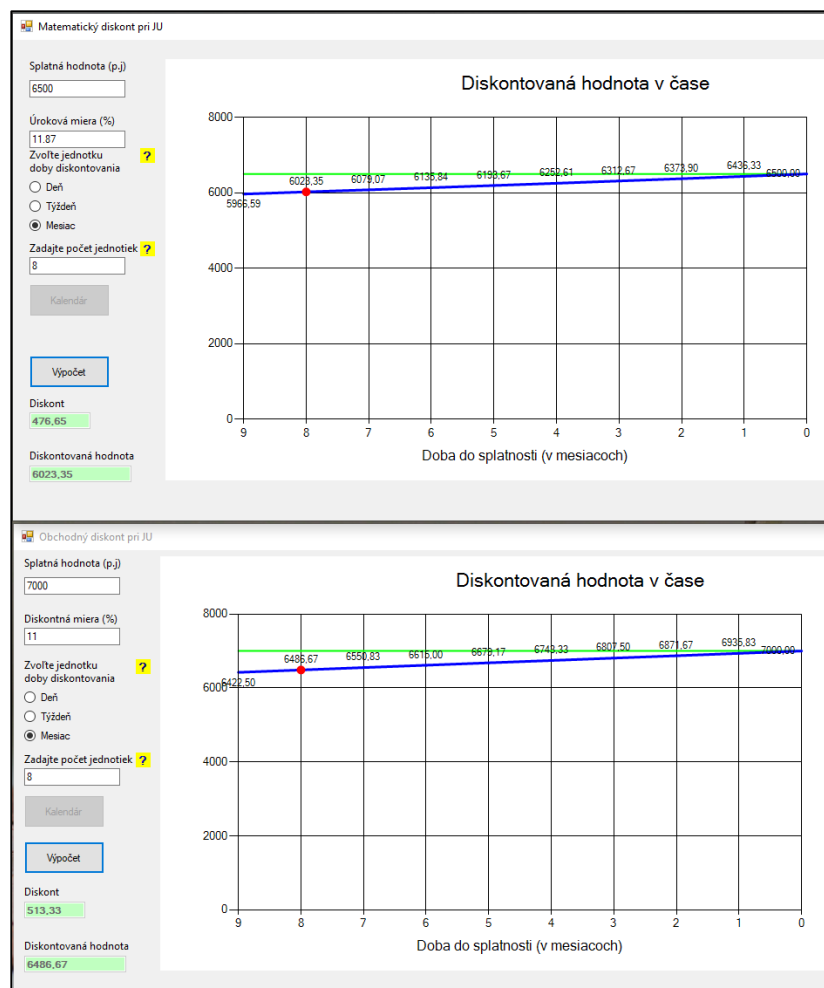 Matematický diskont pri JU
Splatná hodnota (p.j)
6500
Úroková miera (%)
11.87
Zvoľte jednotku
doby diskontovania
?
Deň
Týždeň
Mesiac
Zadajte počet jednotiek
?
8
Kalendár
Výpočet
Diskont
476,65
Diskontovaná hodnota
6023,35
Diskontovaná hodnota v čase
8000
6000
4000
2000
0
5966,59
6023,35
6079,07
6135,84
6193,67
6252,61
6312,67
6373,90
6436,33
6500,00
9 8 7 6 5 4 3 2 1 0
Doba do splatnosti (v mesiacoch)
Obchodný diskont pri JU
Splatná hodnota (p.j)
7000
Diskontná miera (%)
11
Zvoľte jednotku
doby diskontovania
?
Deň
Týždeň
Mesiac
Zadajte počet jednotiek
?
8
Kalendár
Výpočet
Diskont
513,33
Diskontovaná hodnota
6486,67
Diskontovaná hodnota v čase
8000
6000
4000
2000
0
6422,50
6486,67
6550,83
6615,00
6679,17
6743,33
6807,50
6871,67
6935,83
7000,00
9 8 7 6 5 4 3 2 1 0
Doba do splatnosti (v mesiacoch)